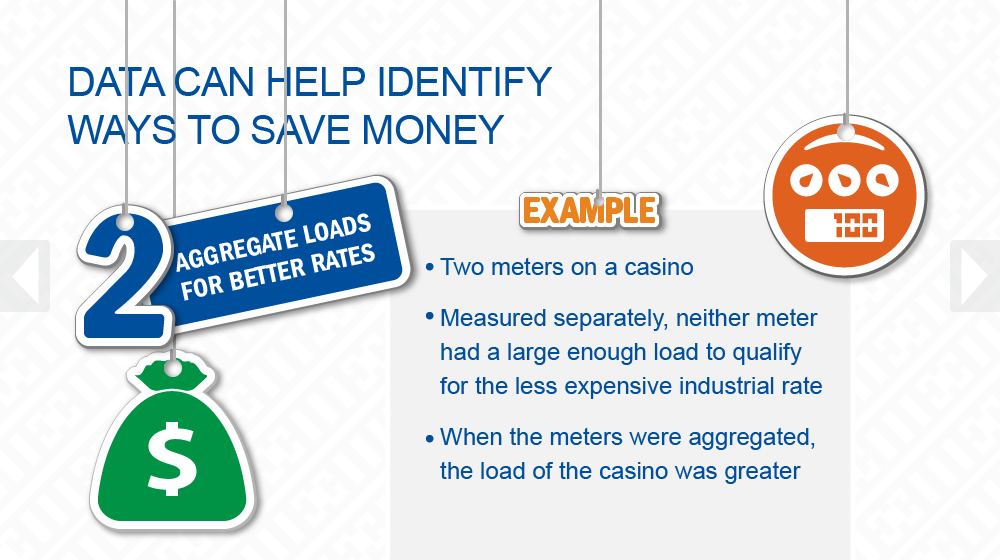 DATA CAN HELP IDENTIFY
WAYS TO SAVE MONEY
2
AGGREGATE LOADS
FOR BETTER RATES
$
EXAMPLE
100
• Two meters on a casino
• Measured separately, neither meter
had a large enough load to qualify
for the less expensive industrial rate
• When the meters were aggregated,
the load of the casino was greater